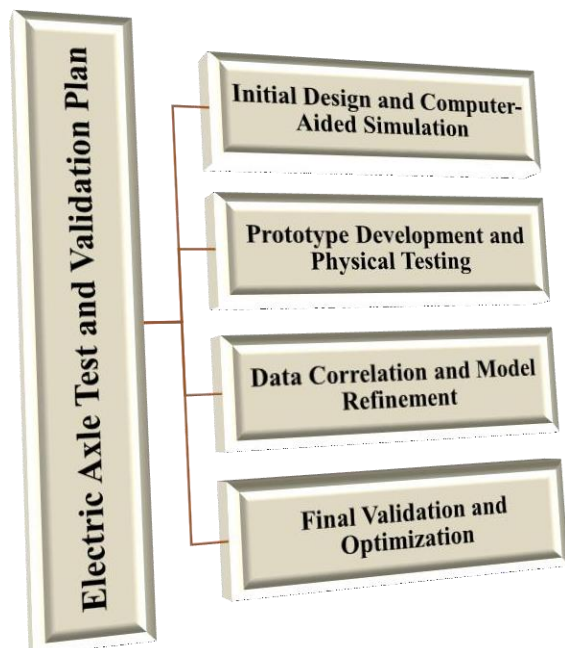 Electric Axle Test and Validation Plan
Initial Design and Computer-
Aided Simulation
Prototype Development and
Physical Testing
Data Correlation and Model
Refinement
Final Validation and
Optimization